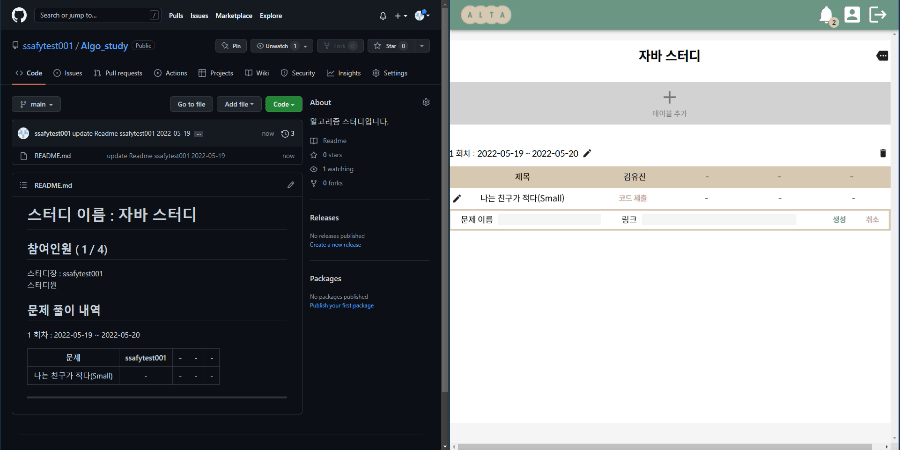 Search or jump to...
/
Pulls
Issues
Marketplace
Explore
ssafytest001 / Algo_study
Public
Pin
Unwatch 1
Fork 0
Star 0
Code
Issues
Pull requests
Actions
Projects
Wiki
Security
Insights
Settings
main
Go to file
Add file
Code
ssafytest001 update Readme ssafytest001 2022-05-19 ...
now
3
README.md
update Readme ssafytest001 2022-05-19
now
README.md
스터디 이름 : 자바 스터디
참여인원 ( 1 / 4)
스터디장 : ssafytest001
스터디원
문제 풀이 내역
1 회차 : 2022-05-19 ~ 2022-05-20
문제 ssafytest001 - - -
나는 친구가 적다(Small) - - - -
About
알고리즘 스터디입니다.
Readme
0 stars
1 watching
0 forks
Releases
No releases published
Create a new release
Packages
No packages published
Publish your first package
A L T A
2
자바 스터디
테이블 추가
1 회차 : 2022-05-19 ~ 2022-05-20
제목 김유진 - - -
나는 친구가 적다(Small) 코드 제출 - - -
문제 이름
링크
생성
취소